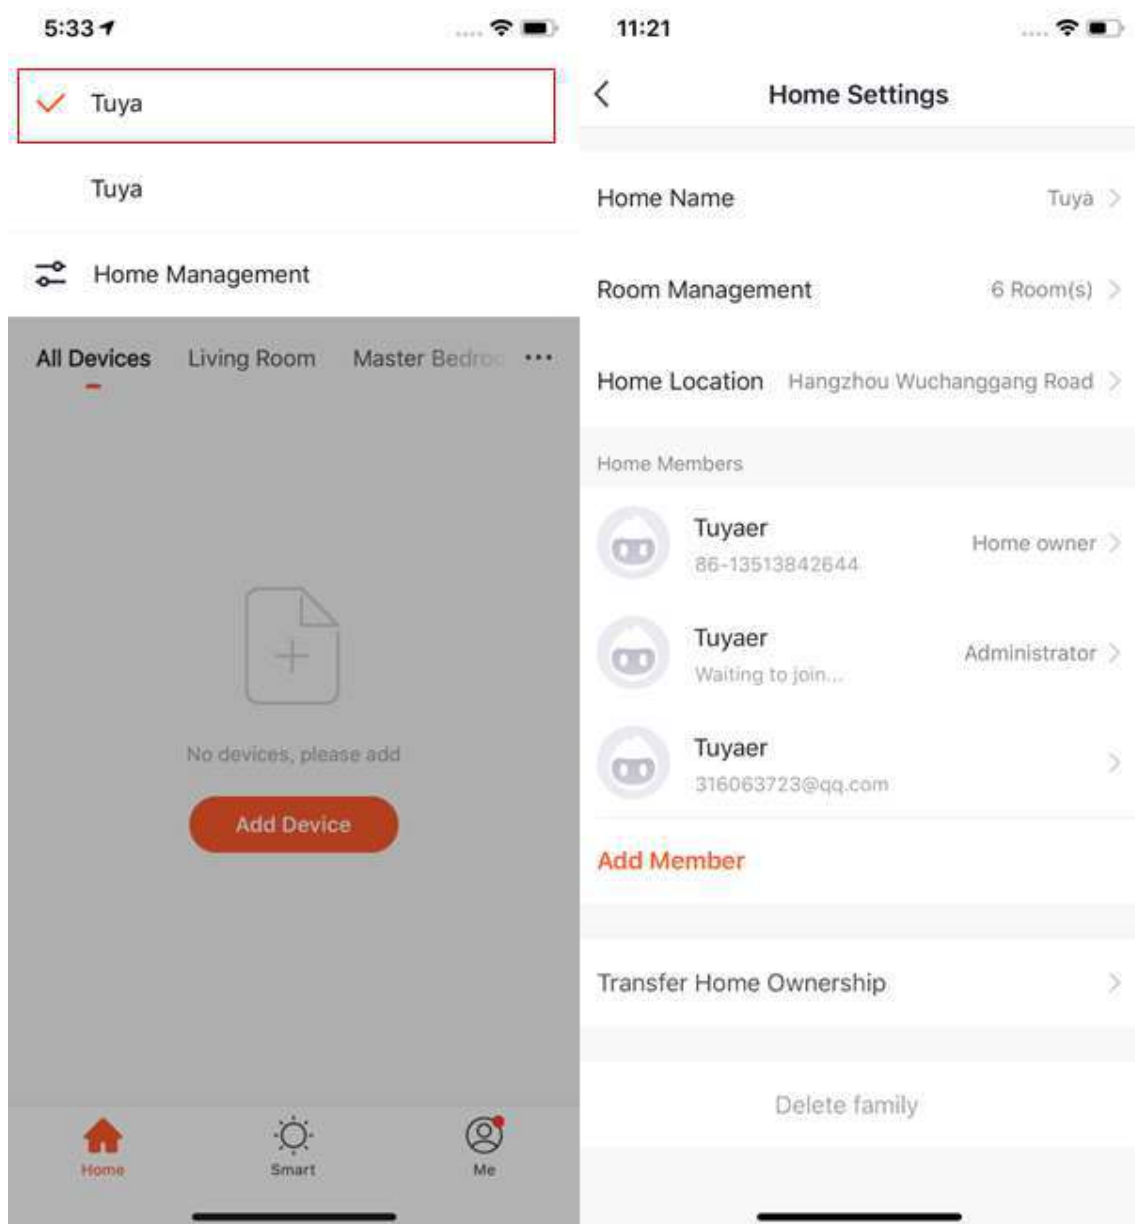 5:33
Tuya
Tuya
Home Management
All Devices Living Room Master Bedroo
No devices, please add
Add Device
Home Smart Me
11:21
Home Settings
Home Name Tuya
Room Management 6 Room(s)
Home Location Hangzhou Wuchanggang Road
Home Members
Tuyaer
86-13513842644 Home owner
Tuyaer
Waiting to join... Administrator
Tuyaer
316063723@qq.com
Add Member
Transfer Home Ownership
Delete family